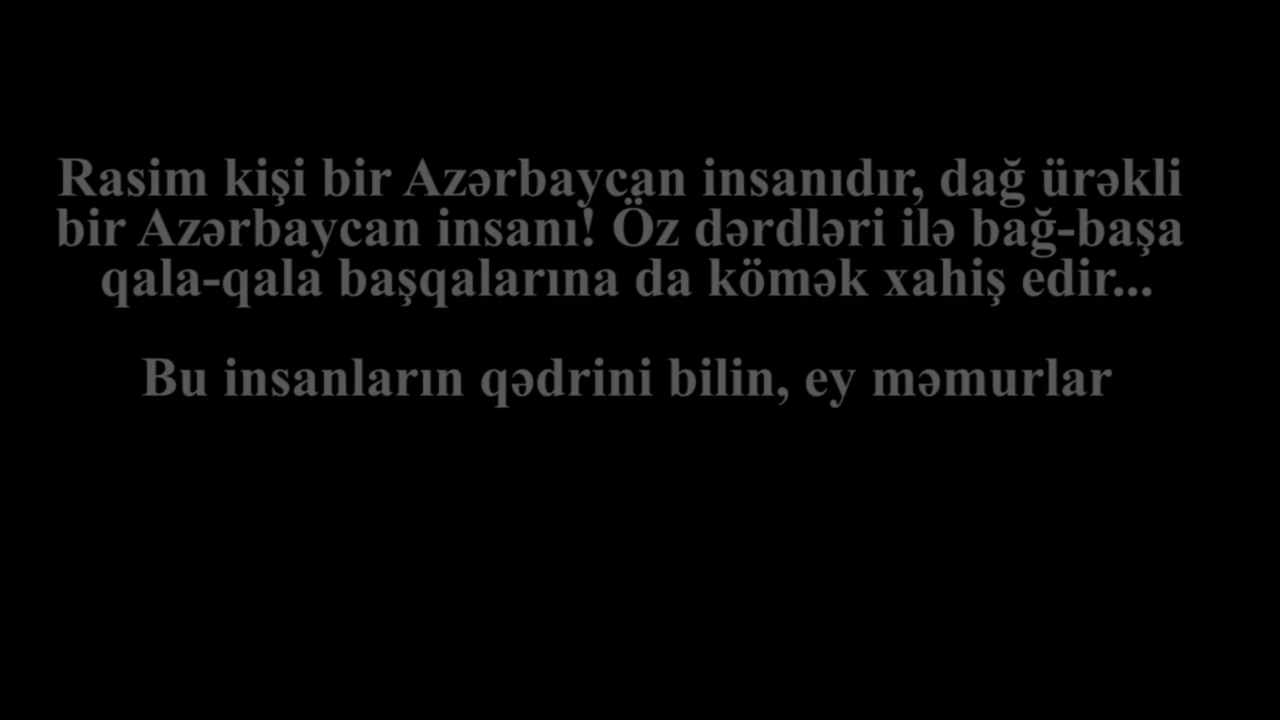 Rasim kişi bir Azərbaycan insanıdır, dağ ürəkli
bir Azərbaycan insanı! Öz dərdləri ilə bağ-başa
qala-qala başqalarına da kömək xahiş edir...
Bu insanların qədrini bilin, ey məmurlar